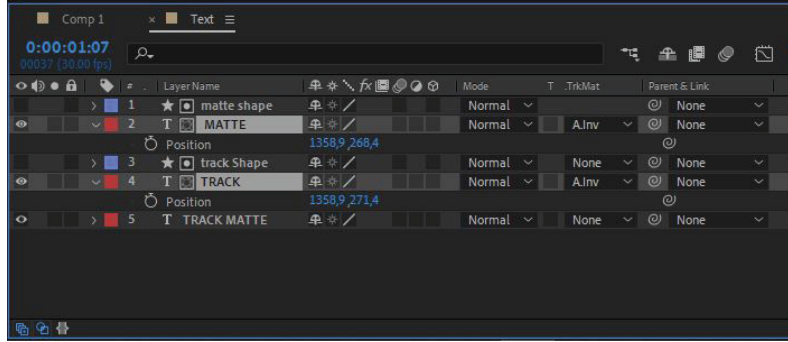 Comp 1 × Text
0:00:01:07
00037 (30.00 fps)
# . Layer Name fx Mode T .TrkMat Parent & Link
1 matte shape Normal None
2 T MATTE Normal A.Inv None
Position 1358,9 ,268,4
3 track Shape Normal None None
4 T TRACK Normal A.Inv None
Position 1358,9 ,271,4
5 T TRACK MATTE Normal None None